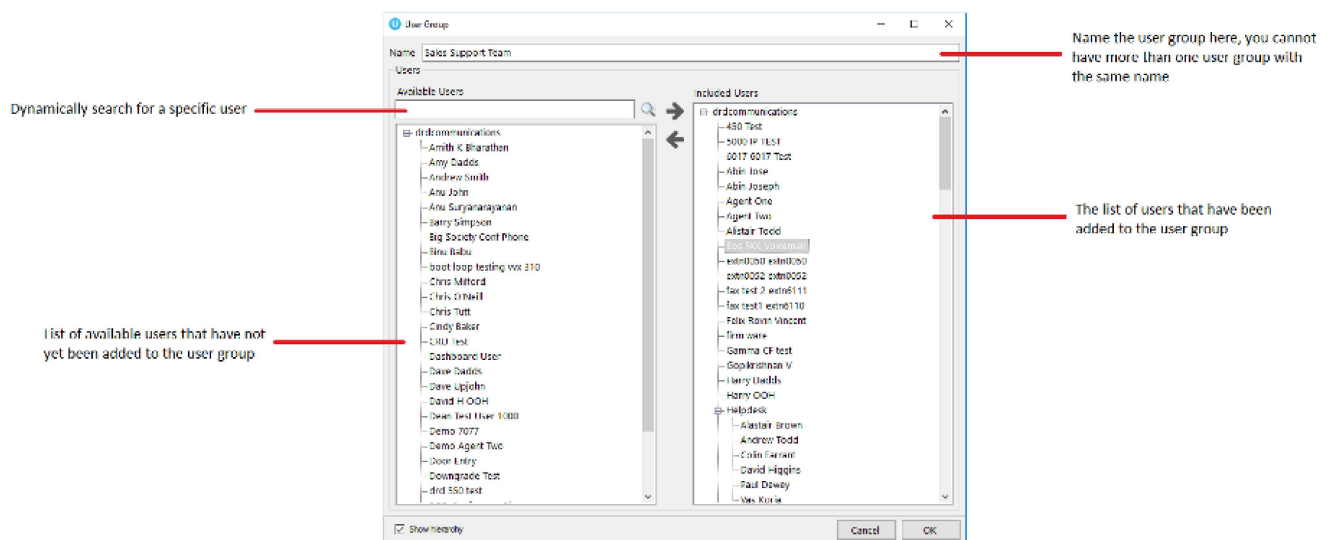 User Group
Name Sales Support Team
Users
Available Users
drdcommunications
Amith K Bharathan
Amy Dadds
Andrew Smith
Anu John
Anu Suryanarayanan
Barry Simpson
Big Society Conf Phone
Binu Babu
boot loop testing vvx 310
Chris Milford
Chris O'Neill
Chris Tutt
Cindy Baker
CRU Test
Dashboard User
Dave Dadds
Dave Upjohn
David H OOH
Dean Test User 1000
Demo 7077
Demo Agent Two
Door Entry
Downgrade Test
drd 550 test
Included Users
drdcommunications
450 Test
5000 IP TEST
6017 6017 Test
Abin Jose
Abin Joseph
Agent One
Agent Two
Alistair Todd
Eos FAX_Voicemail
extn0050 extn0050
extn0052 extn0052
fax test 2 extn6111
fax test1 extn6110
Felix Rovin Vincent
firm ware
Gamma CF test
Gopikrishnan V
Harry Dadds
Harry OOH
Helpdesk
Alastair Brown
Andrew Todd
Colin Farrant
David Higgins
Paul Dewey
Vas Koria
Show hierarchy
Cancel
OK
Dynamically search for a specific user
List of available users that have not
yet been added to the user group
Name the user group here, you cannot
have more than one user group with
the same name
The list of users that have been
added to the user group